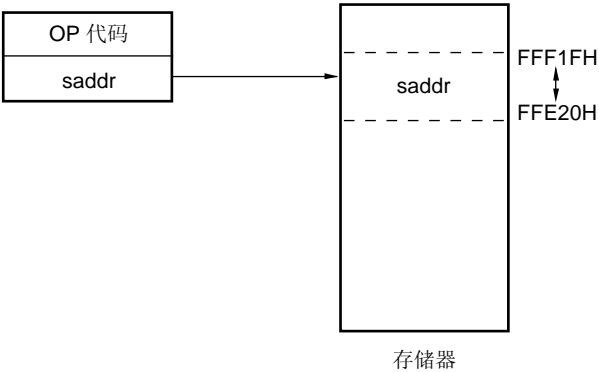 OP 代码
saddr
saddr
FFF1FH
FFE20H
存储器